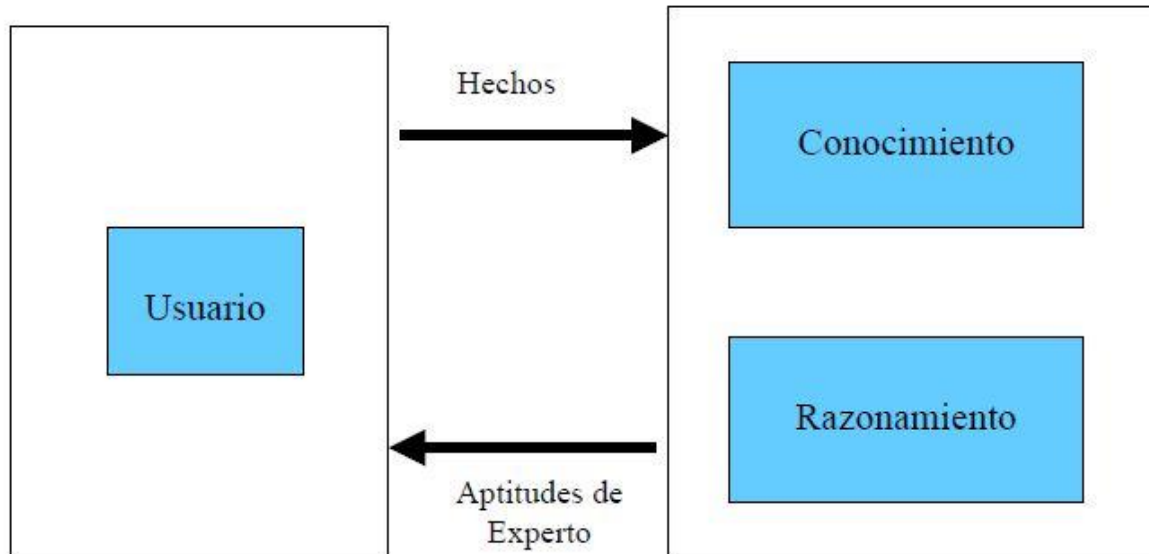 Hechos
Conocimiento
Usuario
Razonamiento
Aptitudes de
Experto